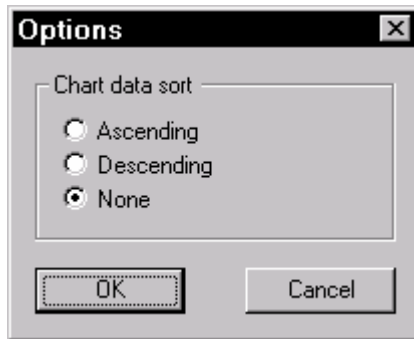 Options
Chart data sort
Ascending
Descending
None
OK
Cancel